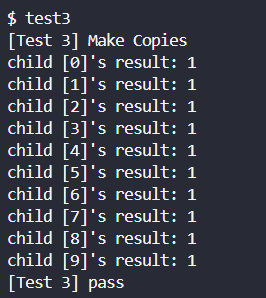 $ test3
[Test 3] Make Copies
child [0]'s result: 1
child [1]'s result: 1
child [2]'s result: 1
child [3]'s result: 1
child [4]'s result: 1
child [5]'s result: 1
child [6]'s result: 1
child [7]'s result: 1
child [8]'s result: 1
child [9]'s result: 1
[Test 3] pass